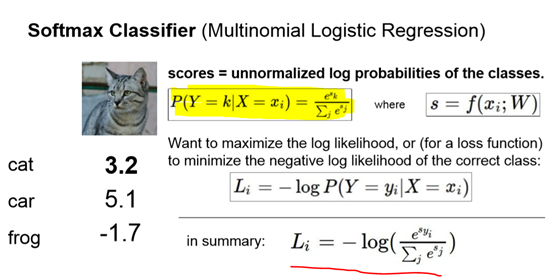 Softmax Classifier (Multinomial Logistic Regression)
scores = unnormalized log probabilities of the classes.
P(Y = k|X = x_i) = \frac{e^{s_k}}{\sum_j e^{s_j}} where s = f(x_i; W)
Want to maximize the log likelihood, or (for a loss function)
to minimize the negative log likelihood of the correct class:
cat 3.2
L_i = − log P(Y = y_i|X = x_i)
car 5.1
frog -1.7
in summary: L_i = − log(\frac{e^{s_{y_i}}}{\sum_j e^{s_j}})